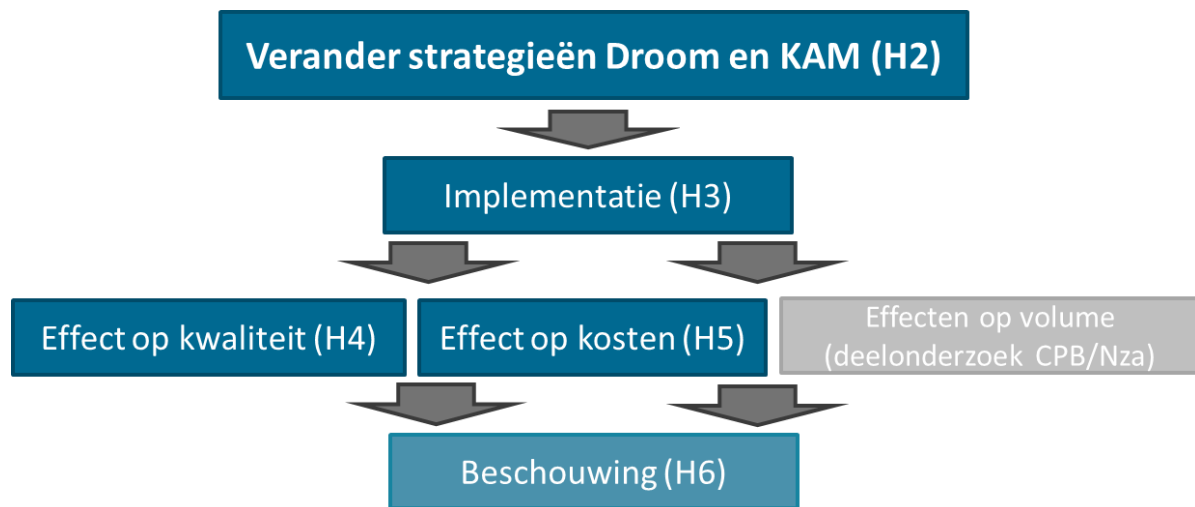 Verander strategieën Droom en KAM (H2)
Implementatie (H3)
Effect op kwaliteit (H4)
Effect op kosten (H5)
Effecten op volume
(deelonderzoek CPB/Nza)
Beschouwing (H6)